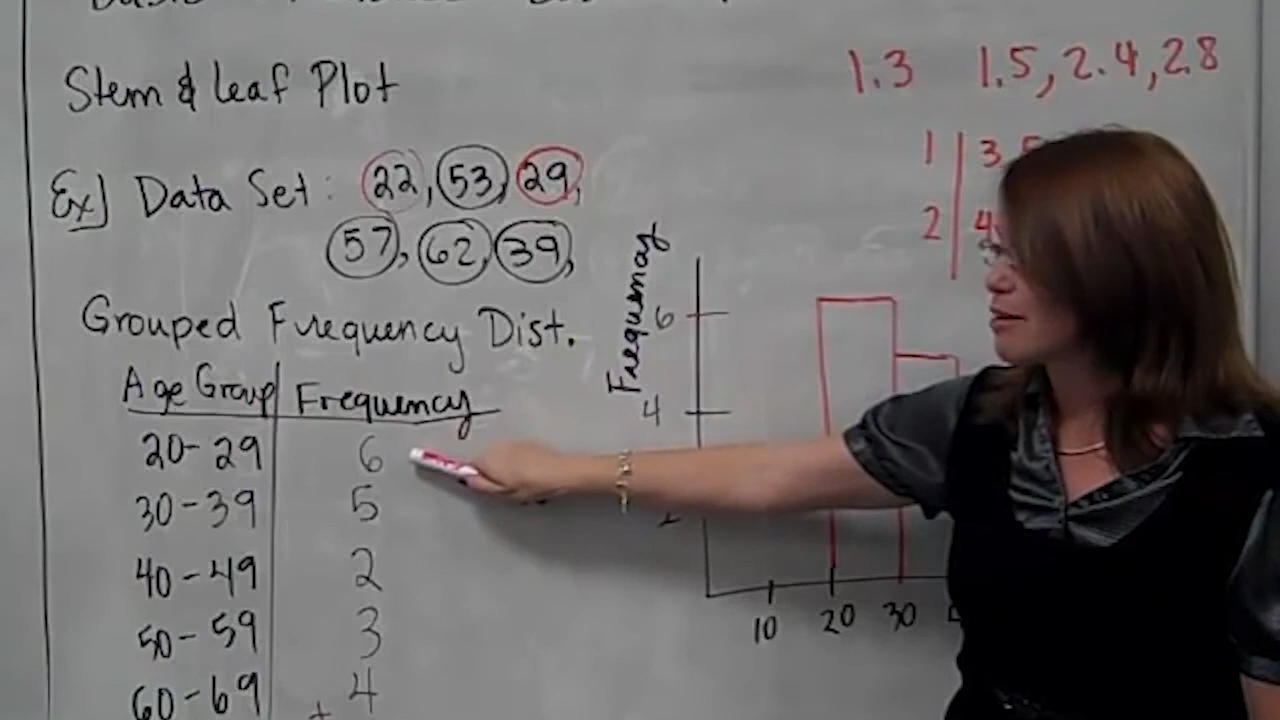 Stem & Leaf Plot
Ex] Data Set: 22, 53, 29,
57, 62, 39,
Grouped Frequency Dist.
Age Group Frequency
20-29 6
30-39 5
40-49 2
50-59 3
60-69 4
1.3 1.5, 2.4, 2.8
1 3
2 4
Frequency
6
4
10 20 30